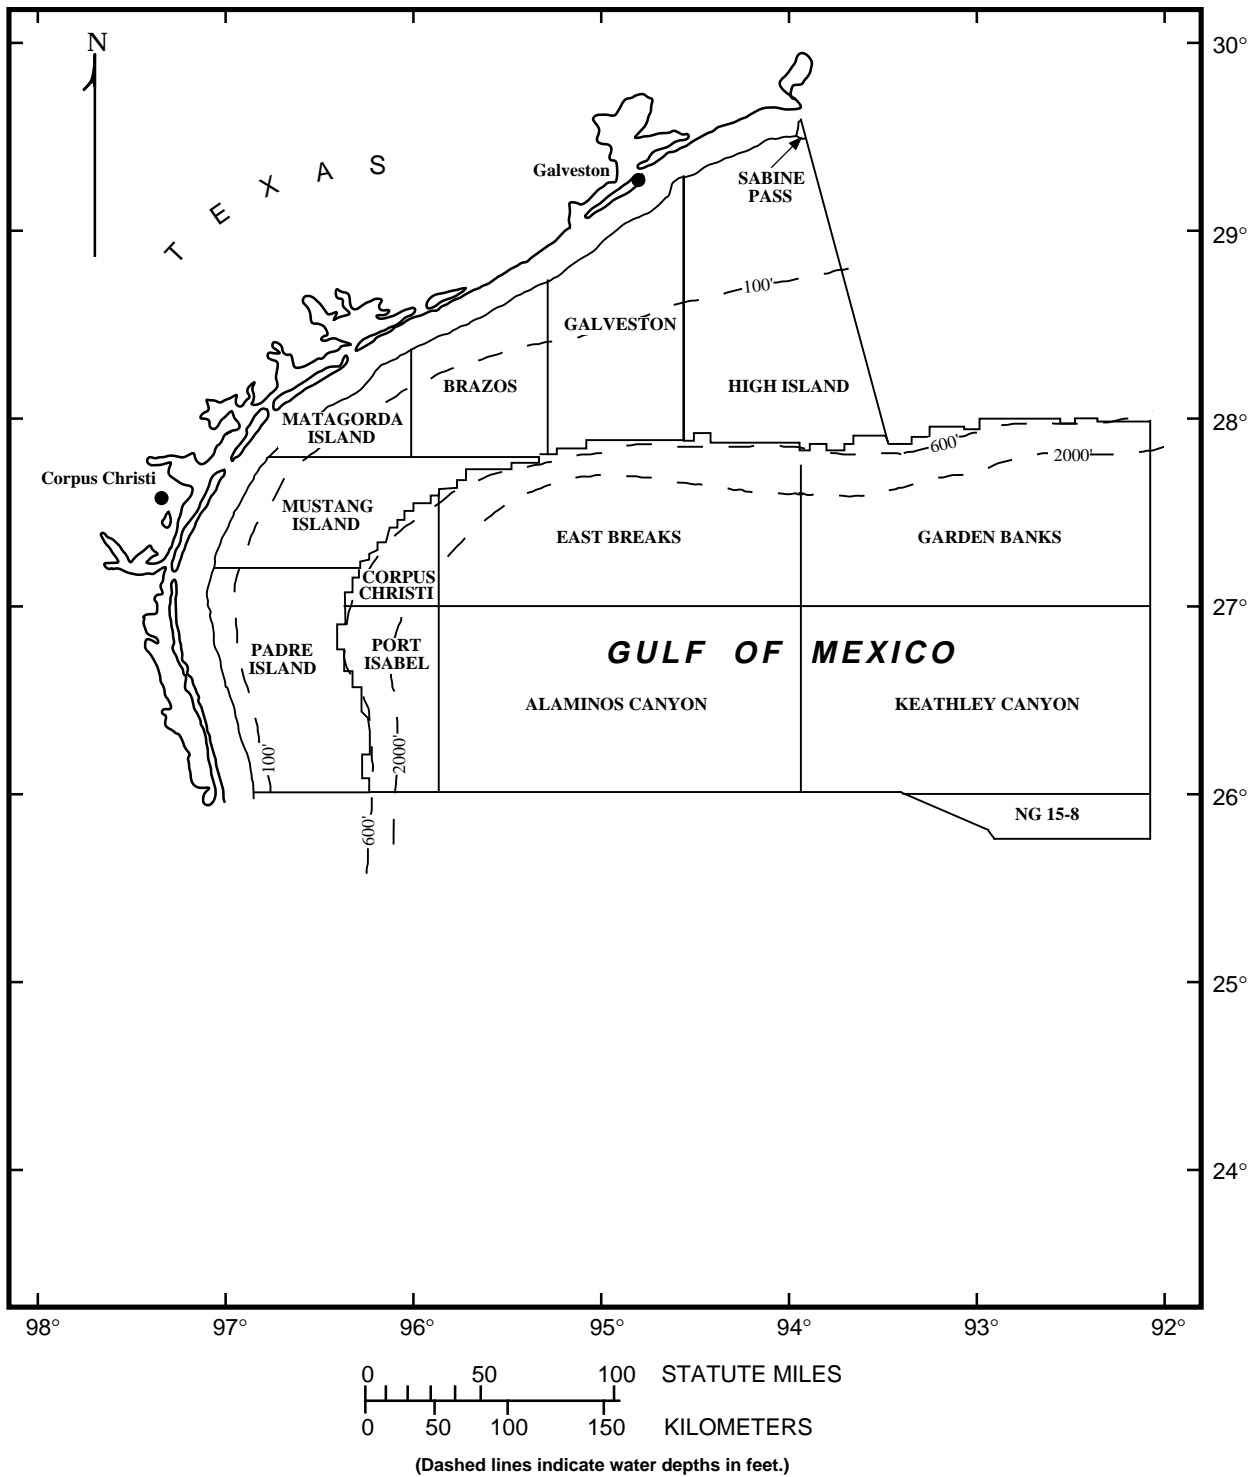 N
30°
TEXAS
Galveston
SABINE
PASS
29°
100'
GALVESTON
BRAZOS
HIGH ISLAND
MATAGORDA
ISLAND
28°
600'
2000'
Corpus Christi
MUSTANG
ISLAND
EAST BREAKS
GARDEN BANKS
CORPUS
CHRISTI
27°
PADRE
ISLAND
PORT
ISABEL
GULF OF MEXICO
ALAMINOS CANYON
KEATHLEY CANYON
100'
2000'
26°
NG 15-8
600'
25°
24°
98° 97° 96° 95° 94° 93° 92°
0 50 100 STATUTE MILES
0 50 100 150 KILOMETERS
(Dashed lines indicate water depths in feet.)